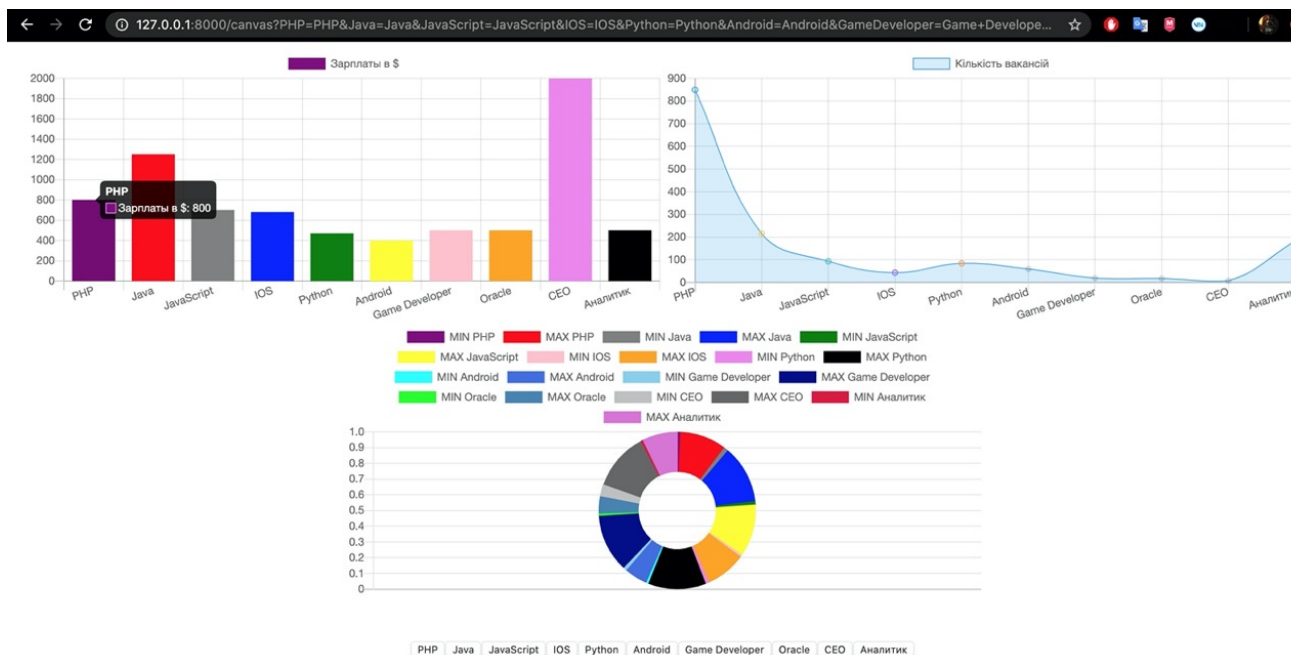 127.0.0.1:8000/canvas?PHP=PHP&Java=Java&JavaScript=JavaScript&IOS=IOS&Python=Python&Android=Android&GameDeveloper=Game+Develope...
Зарплаты в $
2000
1800
1600
1400
1200
1000
800
600
400
200
0
PHP
Зарплаты в $: 800
PHP Java JavaScript IOS Python Android Game Developer Oracle CEO Аналитик
Кількість вакансій
900
800
700
600
500
400
300
200
100
0
PHP Java JavaScript IOS Python Android Game Developer Oracle CEO Аналитик
MIN PHP MAX PHP MIN Java MAX Java MIN JavaScript
MAX JavaScript MIN IOS MAX IOS MIN Python MAX Python
MIN Android MAX Android MIN Game Developer MAX Game Developer
MIN Oracle MAX Oracle MIN CEO MAX CEO MIN Аналитик
MAX Аналитик
1.0
0.9
0.8
0.7
0.6
0.5
0.4
0.3
0.2
0.1
0
PHP Java JavaScript IOS Python Android Game Developer Oracle CEO Аналитик